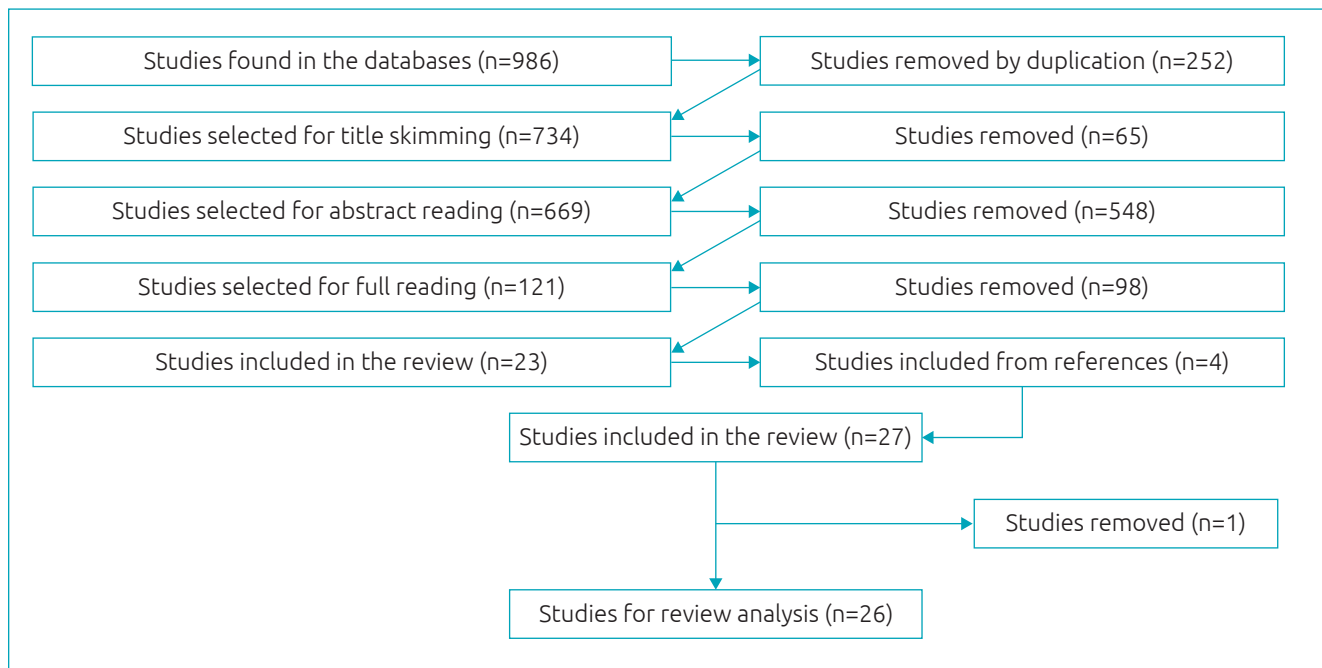 Studies found in the databases (n=986)
Studies removed by duplication (n=252)
Studies selected for title skimming (n=734)
Studies removed (n=65)
Studies selected for abstract reading (n=669)
Studies removed (n=548)
Studies selected for full reading (n=121)
Studies removed (n=98)
Studies included in the review (n=23)
Studies included from references (n=4)
Studies included in the review (n=27)
Studies removed (n=1)
Studies for review analysis (n=26)